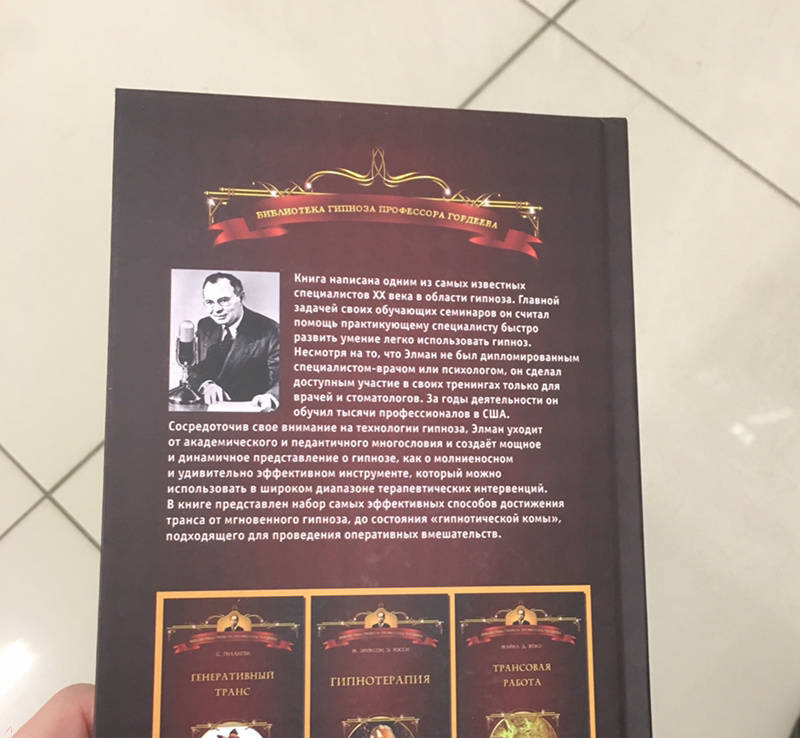 БИБЛИОТЕКА ГИПНОЗА ПРОФЕССОРА ГОРДЕЕВА
Книга написана одним из самых известных
специалистов XX века в области гипноза. Главной
задачей своих обучающих семинаров он считал
помощь практикующему специалисту быстро
развить умение легко использовать гипноз.
Несмотря на то, что Элман не был дипломированным
специалистом-врачом или психологом, он сделал
доступным участие в своих тренингах только для
врачей и стоматологов. За годы деятельности он
обучил тысячи профессионалов в США.
Сосредоточив свое внимание на технологии гипноза, Элман уходит
от академического и педантичного многословия и создаёт мощное
и динамичное представление о гипнозе, как о молниеносном
и удивительно эффективном инструменте, который можно
использовать в широком диапазоне терапевтических интервенций.
В книге представлен набор самых эффективных способов достижения
транса от мгновенного гипноза, до состояния «гипнотической комы»,
подходящего для проведения оперативных вмешательств.
С. ГИЛЛИГЕН
ГЕНЕРАТИВНЫЙ
ТРАНС
М. ЭРИКСОН, Э. РОССИ
ГИПНОТЕРАПИЯ
МАЙКЛ Д. ЯПКО
ТРАНСОВАЯ
РАБОТА